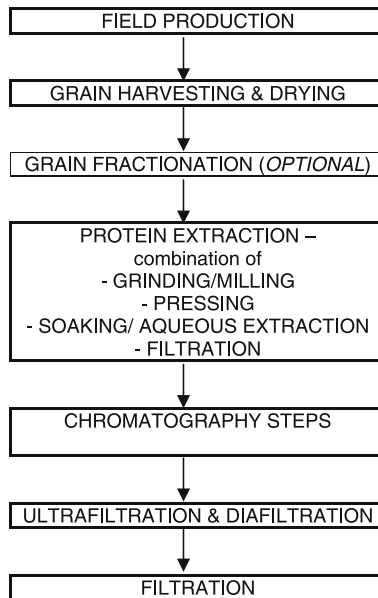 FIELD PRODUCTION
GRAIN HARVESTING & DRYING
GRAIN FRACTIONATION (OPTIONAL)
PROTEIN EXTRACTION –
combination of
- GRINDING/MILLING
- PRESSING
- SOAKING/ AQUEOUS EXTRACTION
- FILTRATION
CHROMATOGRAPHY STEPS
ULTRAFILTRATION & DIAFILTRATION
FILTRATION